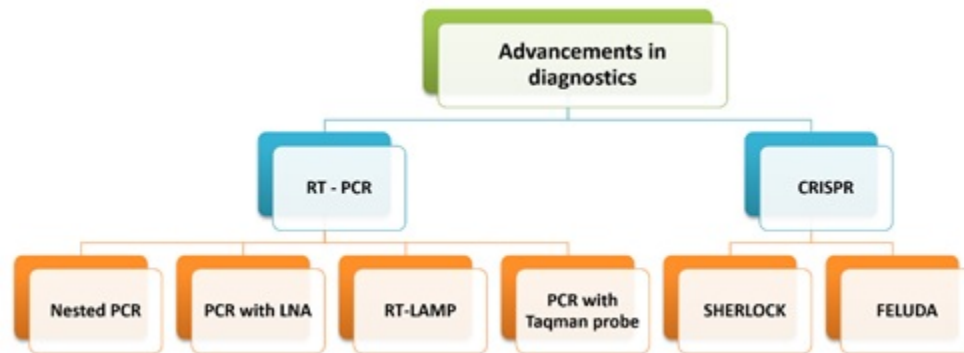 Advancements in
diagnostics
RT - PCR
CRISPR
Nested PCR
PCR with LNA
RT-LAMP
PCR with
Taqman probe
SHERLOCK
FELUDA